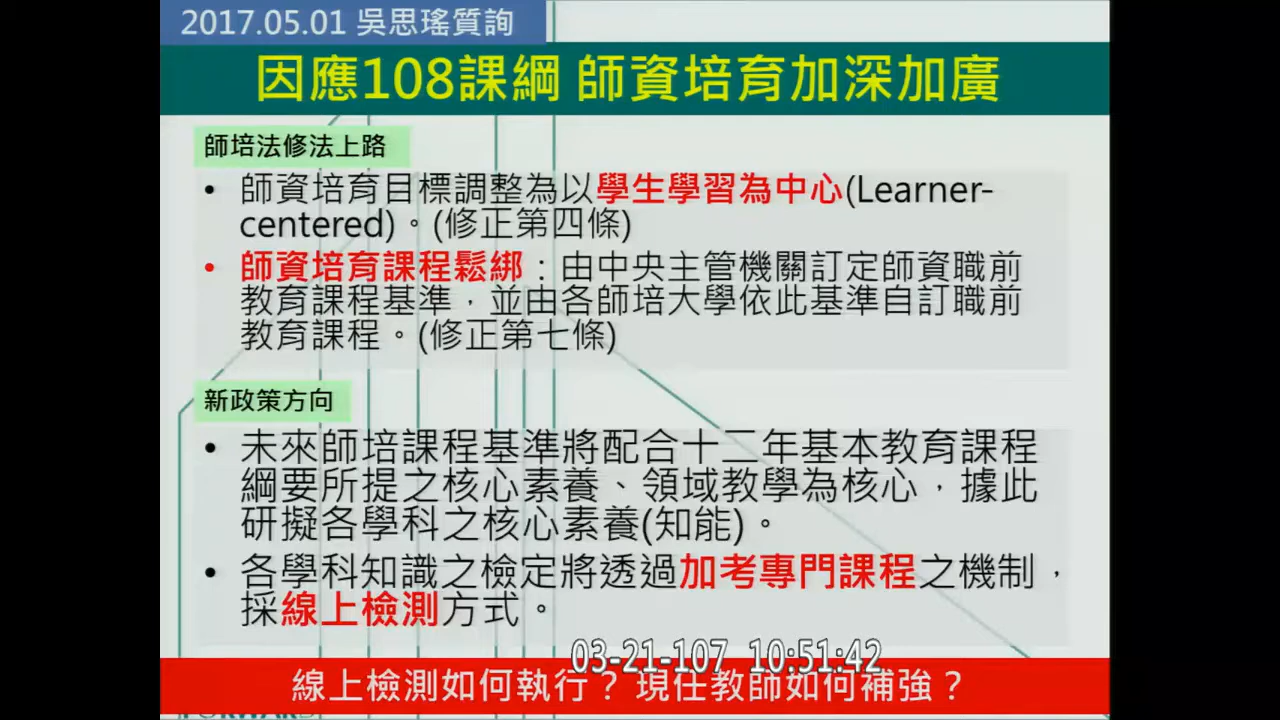 2017.05.01 吳思瑤質詢
因應108課綱 師資培育加深加廣
師培法修法上路
• 師資培育目標調整為以學生學習為中心(Learner-
centered)。(修正第四條)
• 師資培育課程鬆綁：由中央主管機關訂定師資職前
教育課程基準，並由各師培大學依此基準自訂職前
教育課程。(修正第七條)
新政策方向
• 未來師培課程基準將配合十二年基本教育課程
綱要所提之核心素養、領域教學為核心，據此
研擬各學科之核心素養(知能)。
• 各學科知識之檢定將透過加考專門課程之機制，
採線上檢測方式。
03-21-107 10:51:42
線上檢測如何執行？現任教師如何補強？